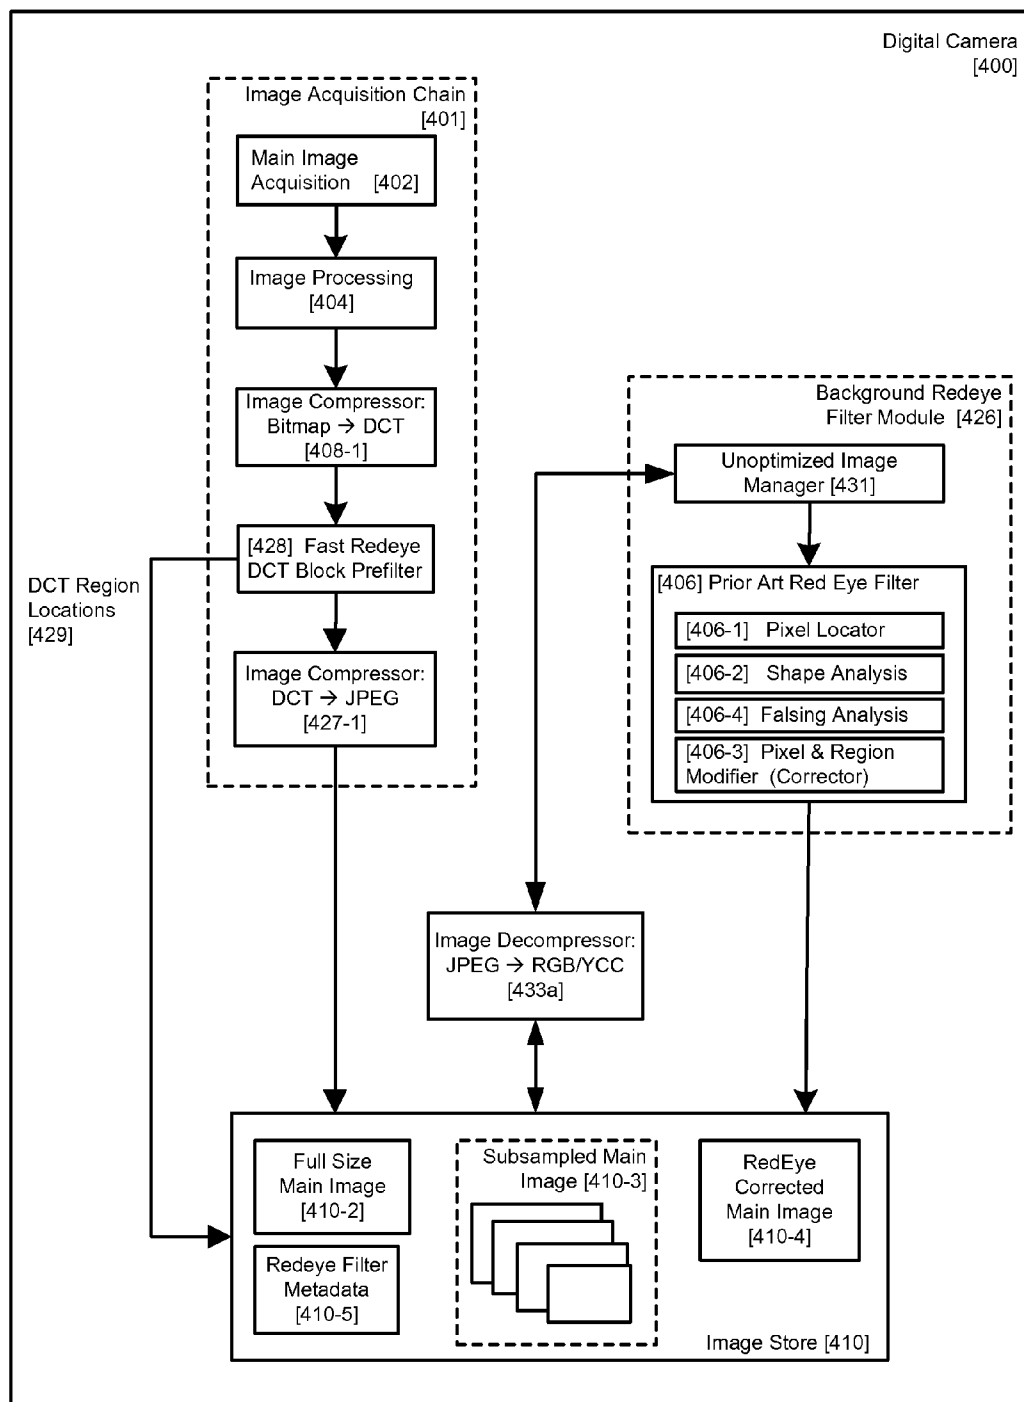 Digital Camera
[400]
Image Acquisition Chain
[401]
Main Image
Acquisition [402]
Image Processing
[404]
Image Compressor:
Bitmap → DCT
[408-1]
[428] Fast Redeye
DCT Block Prefilter
DCT Region
Locations
[429]
Image Compressor:
DCT → JPEG
[427-1]
Background Redeye
Filter Module [426]
Unoptimized Image
Manager [431]
[406] Prior Art Red Eye Filter
[406-1] Pixel Locator
[406-2] Shape Analysis
[406-4] Falsing Analysis
[406-3] Pixel & Region
Modifier (Corrector)
Image Decompressor:
JPEG → RGB/YCC
[433a]
Full Size
Main Image
[410-2]
Redeye Filter
Metadata
[410-5]
Subsampled Main
Image [410-3]
RedEye
Corrected
Main Image
[410-4]
Image Store [410]